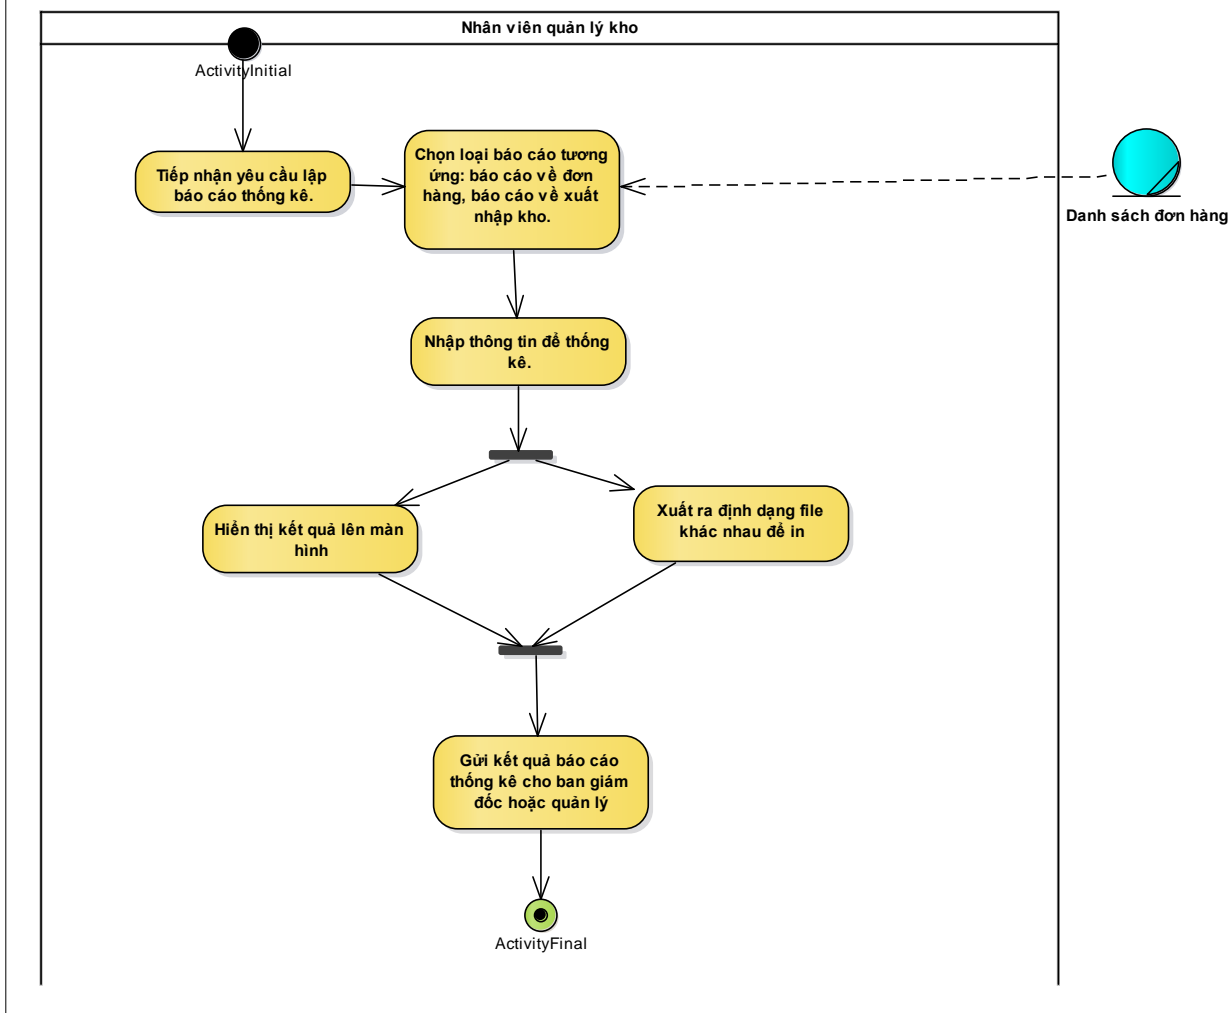 Nhân viên quản lý kho
ActivityInitial
Tiếp nhận yêu cầu lập
báo cáo thống kê.
Chọn loại báo cáo tương
ứng: báo cáo về đơn
hàng, báo cáo về xuất
nhập kho.
Danh sách đơn hàng
Nhập thông tin để thống
kê.
Hiển thị kết quả lên màn
hình
Xuất ra định dạng file
khác nhau để in
Gửi kết quả báo cáo
thống kê cho ban giám
đốc hoặc quản lý
ActivityFinal